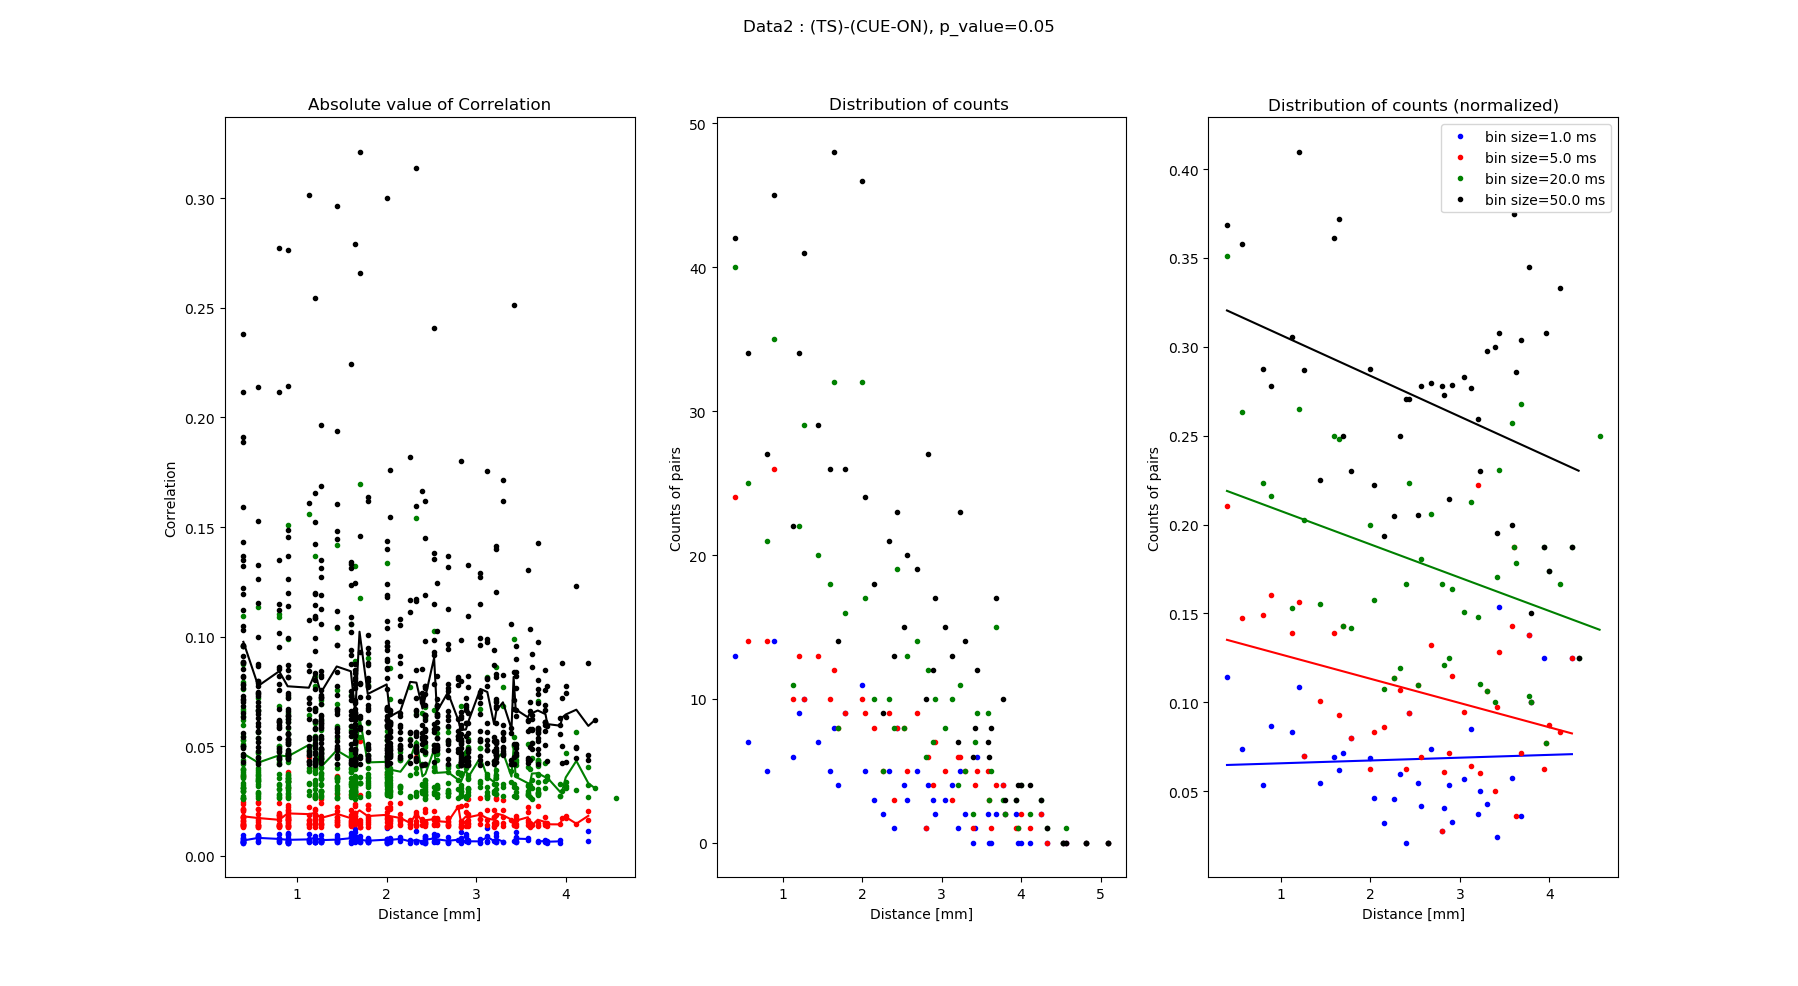 Data2 : (TS)-(CUE-ON), p_value=0.05
Absolute value of Correlation
Correlation
0.30
0.25
0.20
0.15
0.10
0.05
0.00
1
2
3
4
Distance [mm]
Distribution of counts
Counts of pairs
50
40
30
20
10
0
1
2
3
4
5
Distance [mm]
Distribution of counts (normalized)
Counts of pairs
0.40
0.35
0.30
0.25
0.20
0.15
0.10
0.05
1
2
3
4
Distance [mm]
bin size=1.0 ms
bin size=5.0 ms
bin size=20.0 ms
bin size=50.0 ms